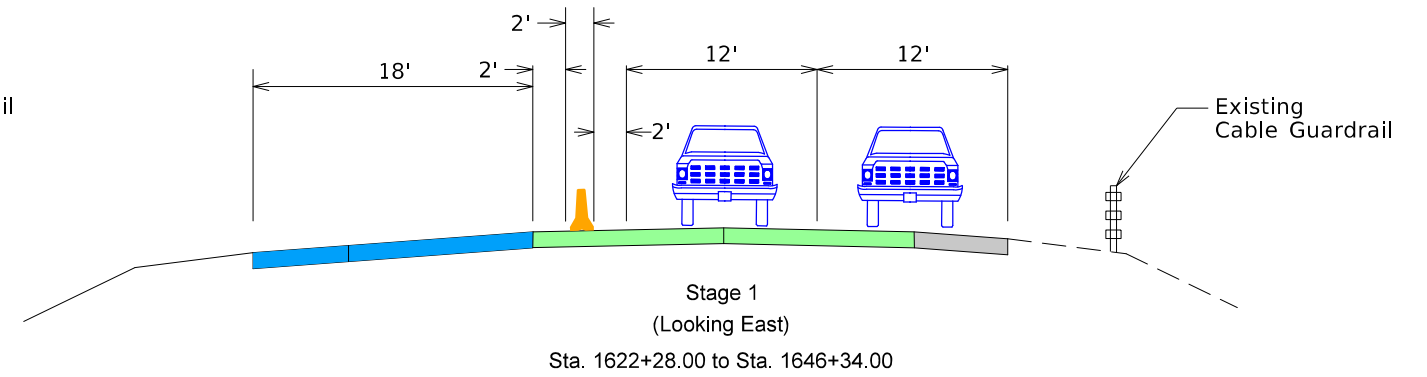 2'
18'
2'
12'
12'
2'
il
Existing
Cable Guardrail
Stage 1
(Looking East)
Sta. 1622+28.00 to Sta. 1646+34.00